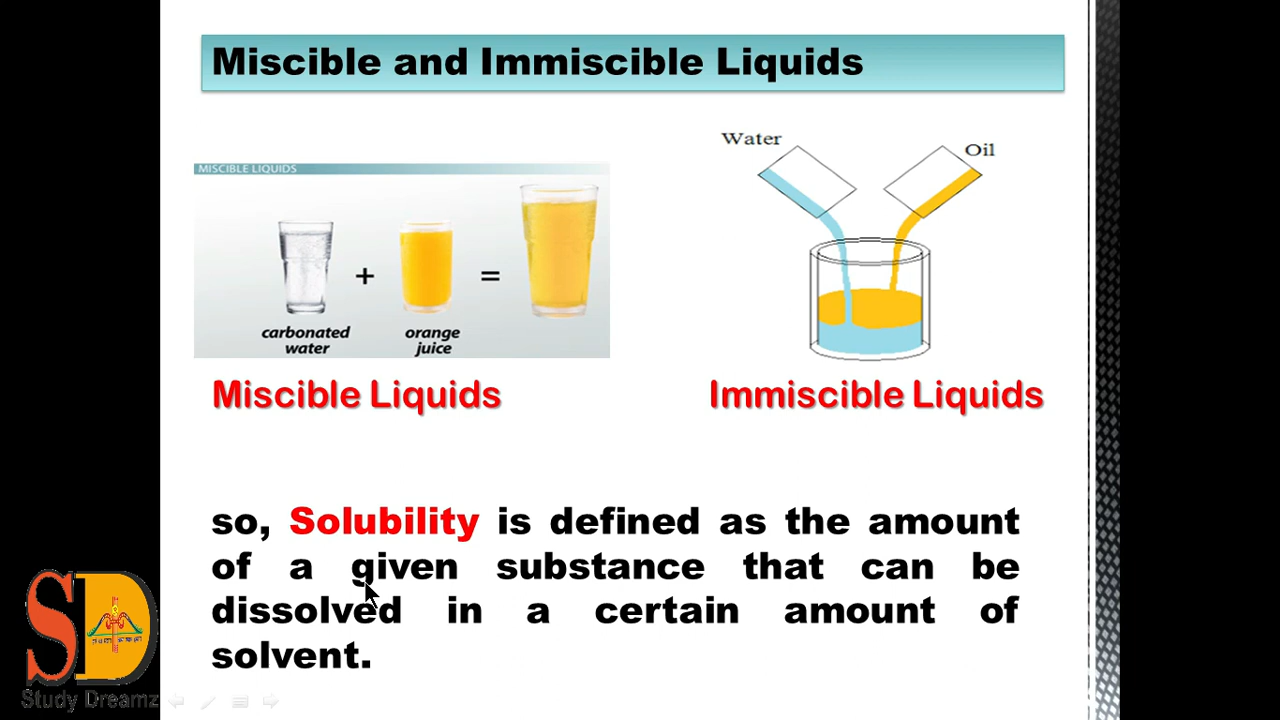 Miscible and Immiscible Liquids
MISCIBLE LIQUIDS
+
=
carbonated
water
orange
juice
Water
Oil
Miscible Liquids
Immiscible Liquids
so, Solubility is defined as the amount
of a given substance that can be
dissolved in a certain amount of
solvent.
SD
Study Dreamz